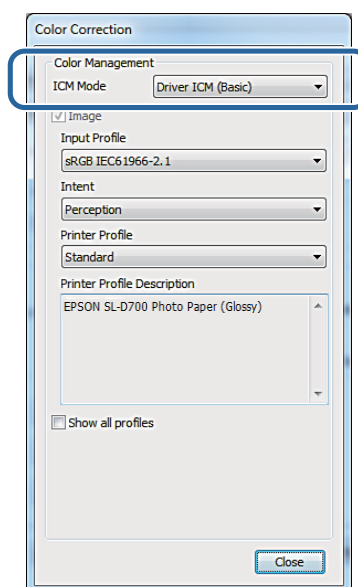 Color Correction
Color Management
ICM Mode Driver ICM (Basic)
Image
Input Profile
sRGB IEC61966-2.1
Intent
Perception
Printer Profile
Standard
Printer Profile Description
EPSON SL-D700 Photo Paper (Glossy)
Show all profiles
Close